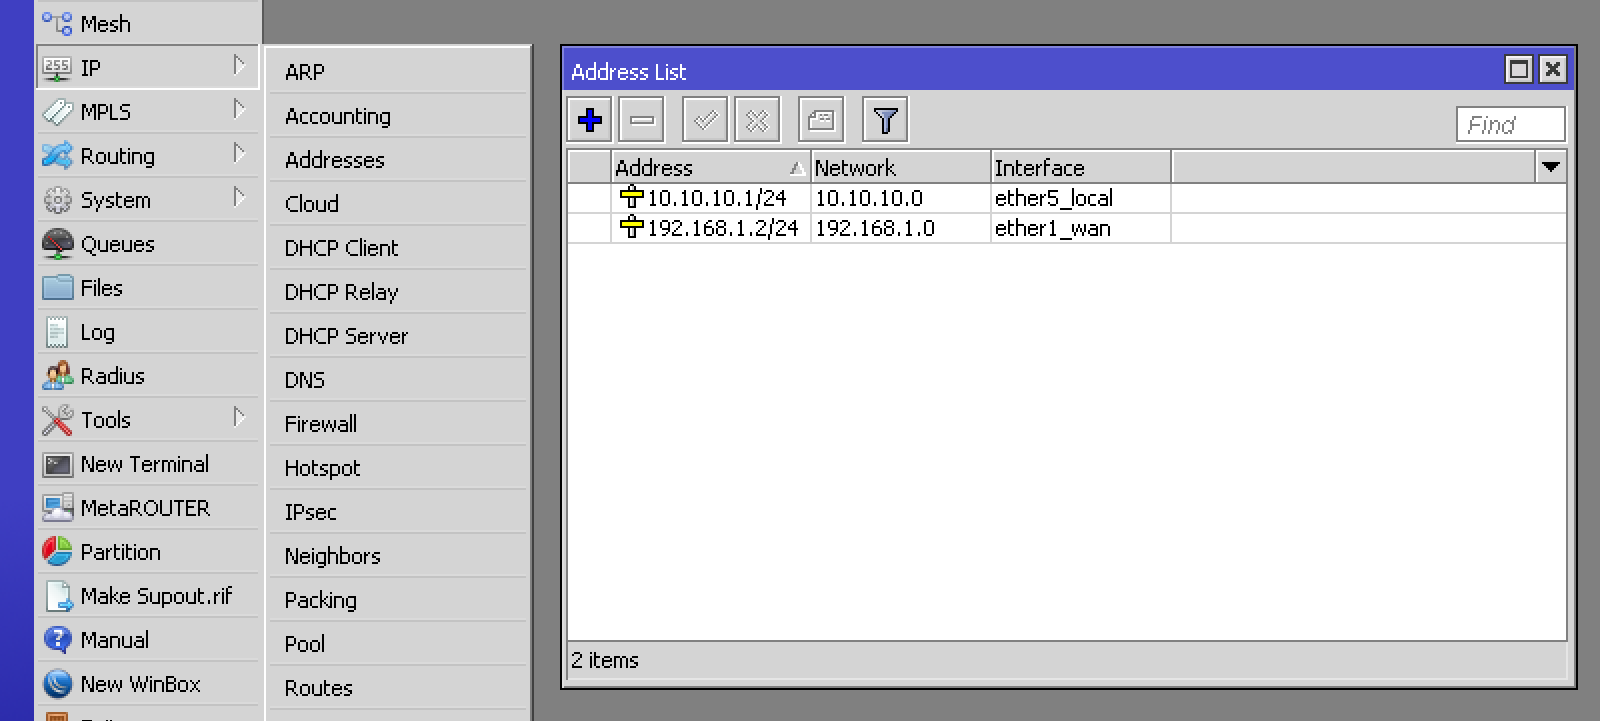 Mesh
IP
MPLS
Routing
System
Queues
Files
Log
Radius
Tools
New Terminal
MetaROUTER
Partition
Make Supout.rif
Manual
New WinBox
ARP
Accounting
Addresses
Cloud
DHCP Client
DHCP Relay
DHCP Server
DNS
Firewall
Hotspot
IPsec
Neighbors
Packing
Pool
Routes
Address List
Find
Address Network Interface
10.10.10.1/24 10.10.10.0 ether5_local
192.168.1.2/24 192.168.1.0 ether1_wan
2 items
255